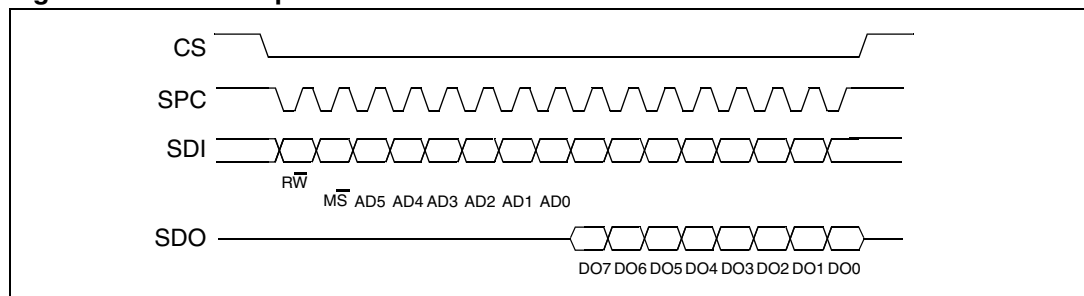 CS
SPC
SDI
RW̅
MS̅ AD5 AD4 AD3 AD2 AD1 AD0
SDO
DO7 DO6 DO5 DO4 DO3 DO2 DO1 DO0